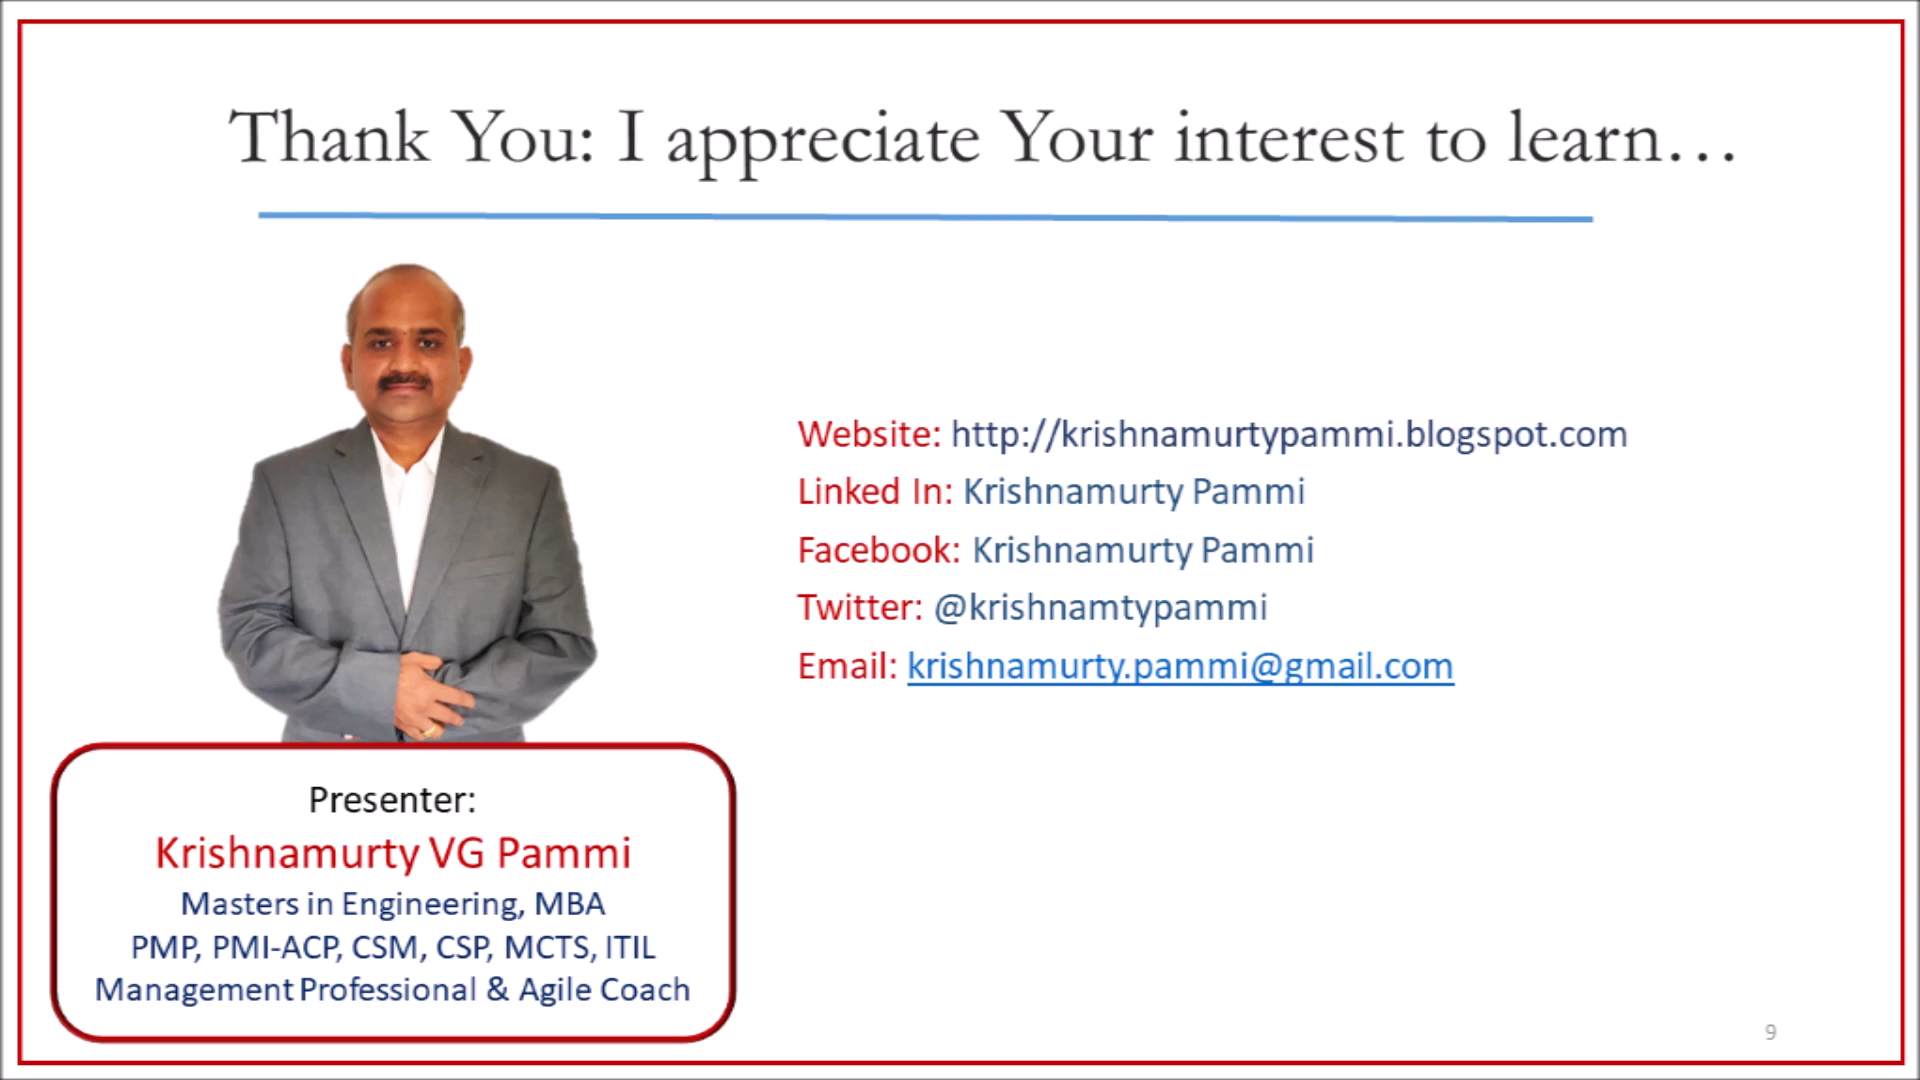 Thank You: I appreciate Your interest to learn…
Website: http://krishnamurtypammi.blogspot.com
Linked In: Krishnamurty Pammi
Facebook: Krishnamurty Pammi
Twitter: @krishnamtypammi
Email: krishnamurty.pammi@gmail.com
Presenter:
Krishnamurty VG Pammi
Masters in Engineering, MBA
PMP, PMI-ACP, CSM, CSP, MCTS, ITIL
Management Professional & Agile Coach
9